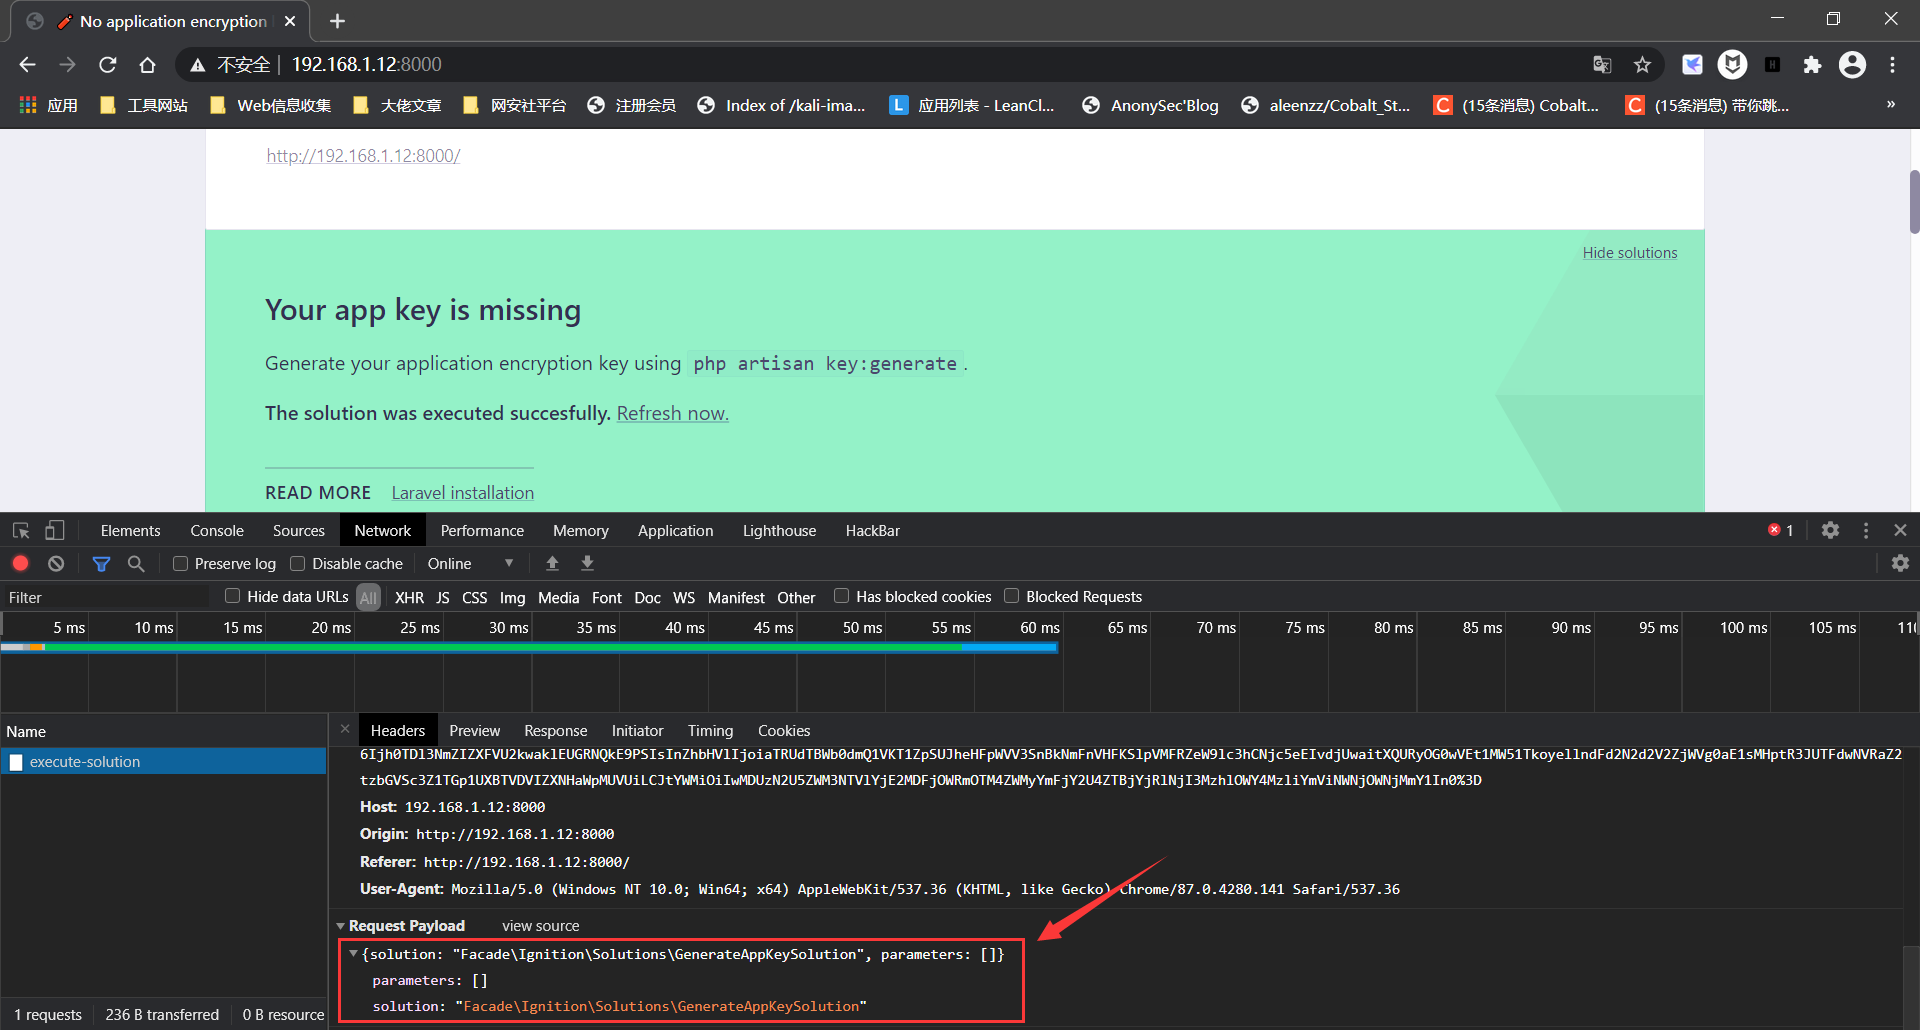 No application encryption
不安全 | 192.168.1.12:8000
应用 工具网站 Web信息收集 大佬文章 网安社平台 注册会员 Index of /kali-ima... L 应用列表 - LeanCl... AnonySec'Blog aleenzz/Cobalt_St... C (15条消息) Cobalt... C (15条消息) 带你跳... »
http://192.168.1.12:8000/
Hide solutions
Your app key is missing
Generate your application encryption key using php artisan key:generate.
The solution was executed succesfully. Refresh now.
READ MORE Laravel installation
Elements Console Sources Network Performance Memory Application Lighthouse HackBar 1
Preserve log Disable cache Online
Filter Hide data URLs All XHR JS CSS Img Media Font Doc WS Manifest Other Has blocked cookies Blocked Requests
5 ms 10 ms 15 ms 20 ms 25 ms 30 ms 35 ms 40 ms 45 ms 50 ms 55 ms 60 ms 65 ms 70 ms 75 ms 80 ms 85 ms 90 ms 95 ms 100 ms 105 ms
Name
execute-solution
Headers Preview Response Initiator Timing Cookies
Host: 192.168.1.12:8000
Origin: http://192.168.1.12:8000
Referer: http://192.168.1.12:8000/
User-Agent: Mozilla/5.0 (Windows NT 10.0; Win64; x64) AppleWebKit/537.36 (KHTML, like Gecko) Chrome/87.0.4280.141 Safari/537.36
Request Payload view source
{solution: "Facade\Ignition\Solutions\GenerateAppKeySolution", parameters: []}
parameters: []
solution: "Facade\Ignition\Solutions\GenerateAppKeySolution"
1 requests 236 B transferred 0 B resource